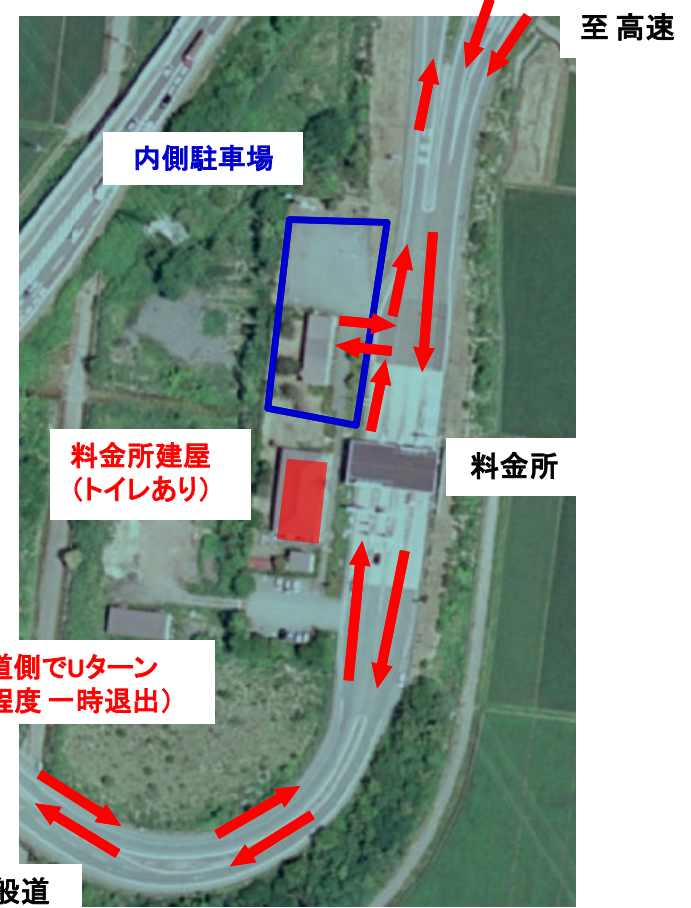 至 高速
内側駐車場
料金所建屋
（トイレあり）
料金所
道側でUターン
程度 一時退出）
般道